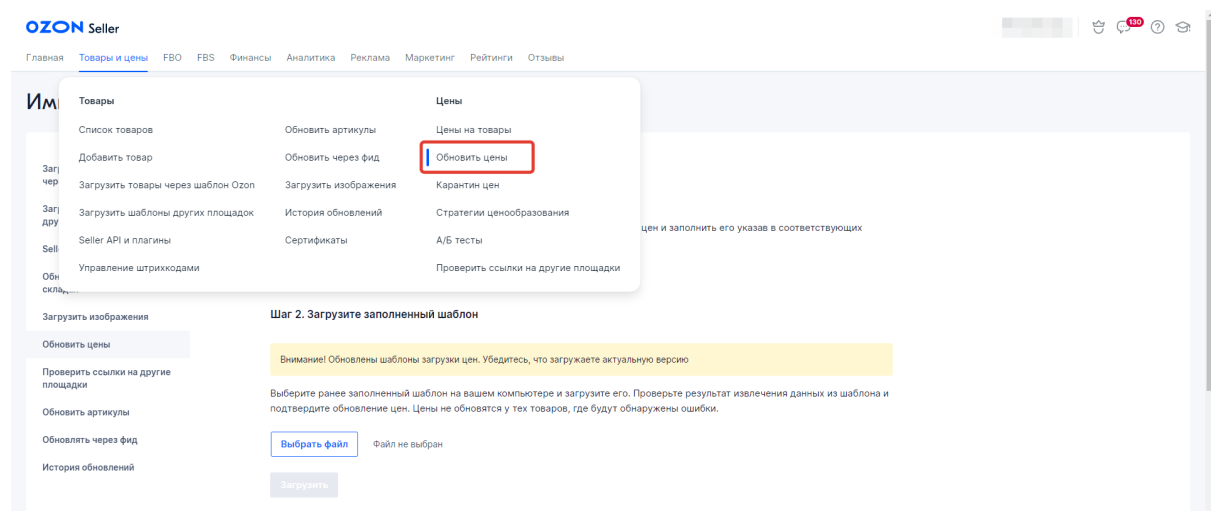 OZON Seller
130
Главная Товары и цены FBO FBS Финансы Аналитика Реклама Маркетинг Рейтинги Отзывы
Товары
Список товаров
Добавить товар
Загрузить товары через шаблон Ozon
Загрузить шаблоны других площадок
Seller API и плагины
Управление штрихкодами
Обновить артикулы
Обновить через фид
Загрузить изображения
История обновлений
Сертификаты
Цены
Цены на товары
Обновить цены
Карантин цен
Стратегии ценообразования
А/Б тесты
Проверить ссылки на другие площадки
Загрузить изображения
Обновить цены
Проверить ссылки на другие
площадки
Обновить артикулы
Обновлять через фид
История обновлений
цен и заполнить его указав в соответствующих
Шаг 2. Загрузите заполненный шаблон
Внимание! Обновлены шаблоны загрузки цен. Убедитесь, что загружаете актуальную версию
Выберите ранее заполненный шаблон на вашем компьютере и загрузите его. Проверьте результат извлечения данных из шаблона и
подтвердите обновление цен. Цены не обновятся у тех товаров, где будут обнаружены ошибки.
Выбрать файл Файл не выбран
Загрузить